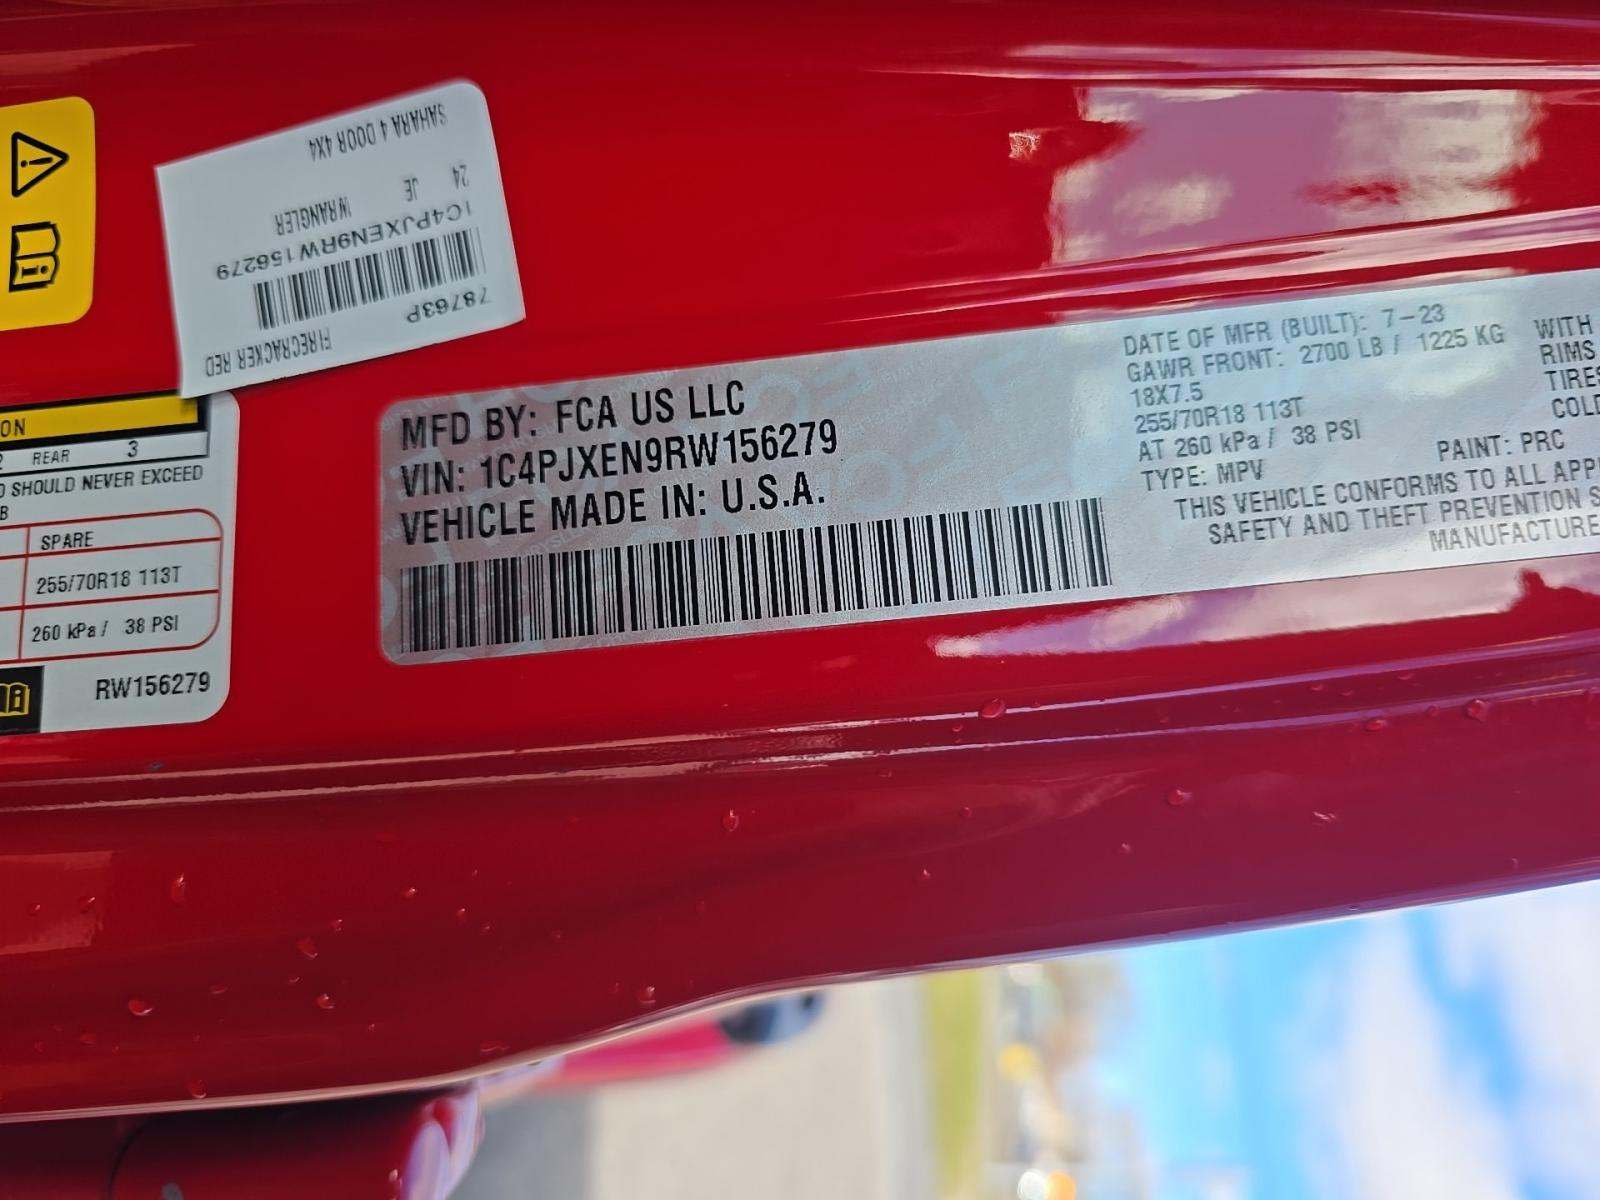 SAHARA 4 DOOR 4X4
24 JE WRANGLER
1C4PJXEN9RW156279
78763P
FIRECRACKER RED
ON
2 REAR 3
D SHOULD NEVER EXCEED
B
SPARE
255/70R18 113T
260 kPa / 38 PSI
RW156279
MFD BY: FCA US LLC
VIN: 1C4PJXEN9RW156279
VEHICLE MADE IN: U.S.A.
DATE OF MFR (BUILT): 7-23
GAWR FRONT: 2700 LB / 1225 KG WITH
18X7.5 RIMS
255/70R18 113T TIRES
AT 260 kPa / 38 PSI COLD
TYPE: MPV PAINT: PRC
THIS VEHICLE CONFORMS TO ALL APP
SAFETY AND THEFT PREVENTION S
MANUFACTURE